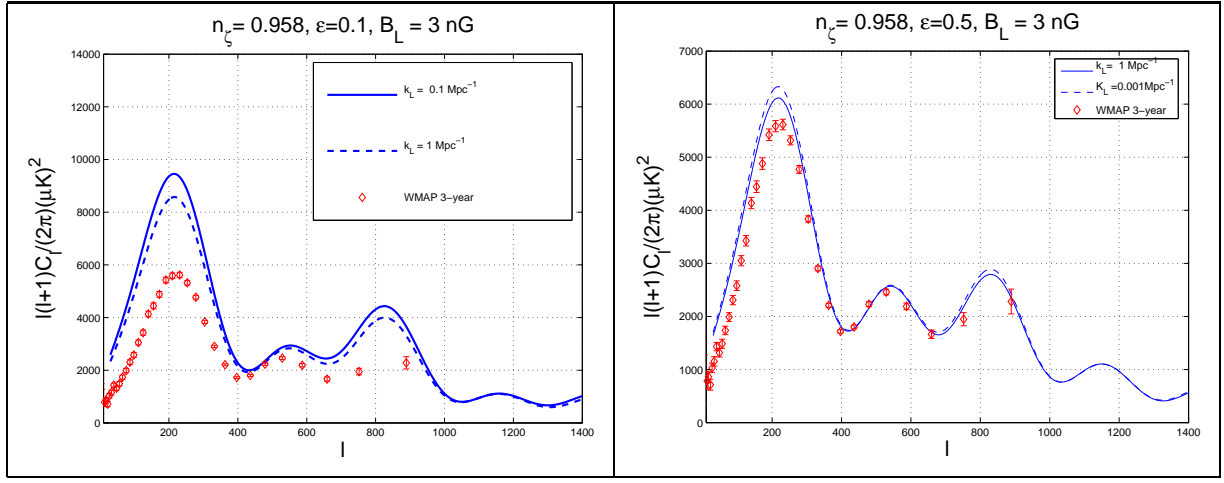 n_ζ= 0.958, ε=0.1, B_L = 3 nG
14000
12000
10000
8000
6000
4000
2000
0
l(l+1)C_l/(2π)(μK)^2
k_L = 0.1 Mpc^−1
k_L = 1 Mpc^−1
WMAP 3−year
200 400 600 800 1000 1200 1400
l
n_ζ= 0.958, ε=0.5, B_L = 3 nG
7000
6000
5000
4000
3000
2000
1000
0
l(l+1)C_l/(2π)(μK)^2
k_L = 1 Mpc^−1
K_L =0.001Mpc^−1
WMAP 3−year
200 400 600 800 1000 1200 1400
l